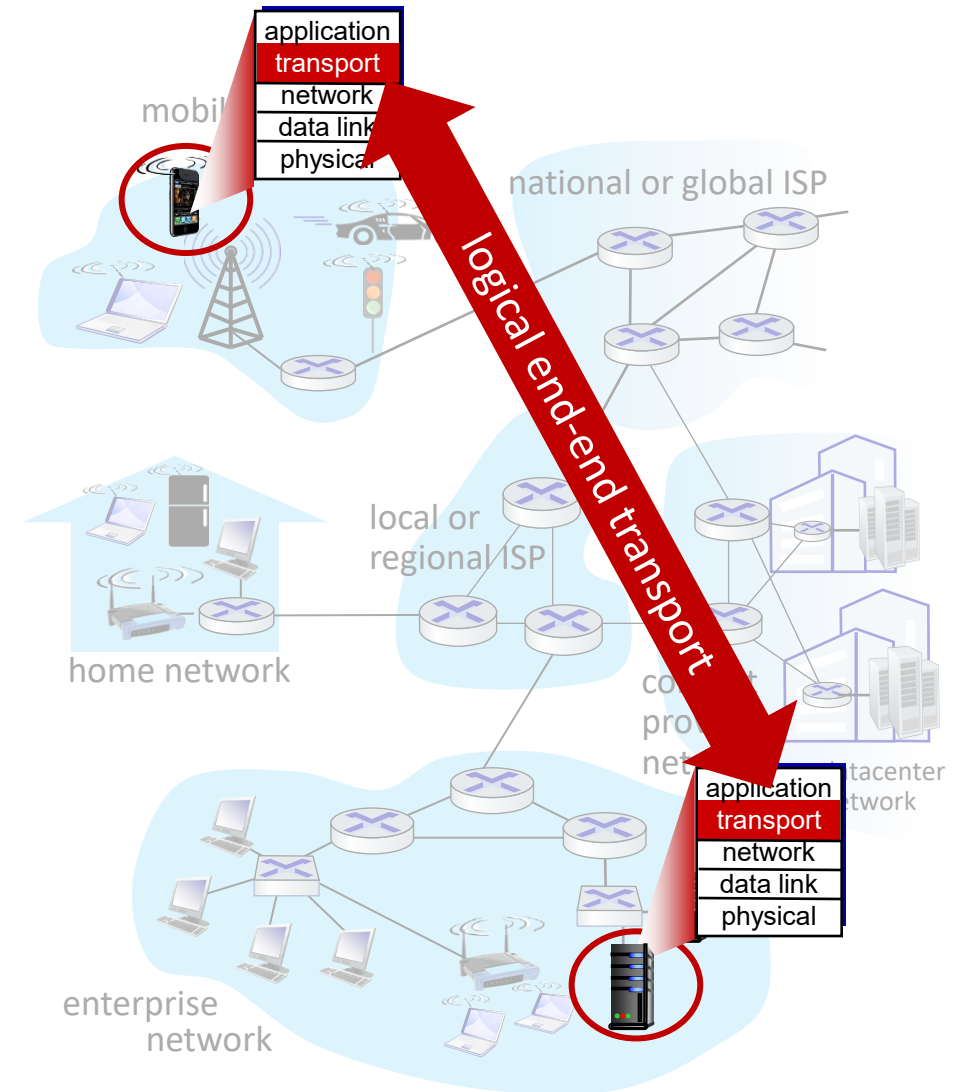 application
transport
network
data link
physical
national or global ISP
logical end-end transport
local or
regional ISP
home network
application
transport
network
data link
physical
enterprise
network